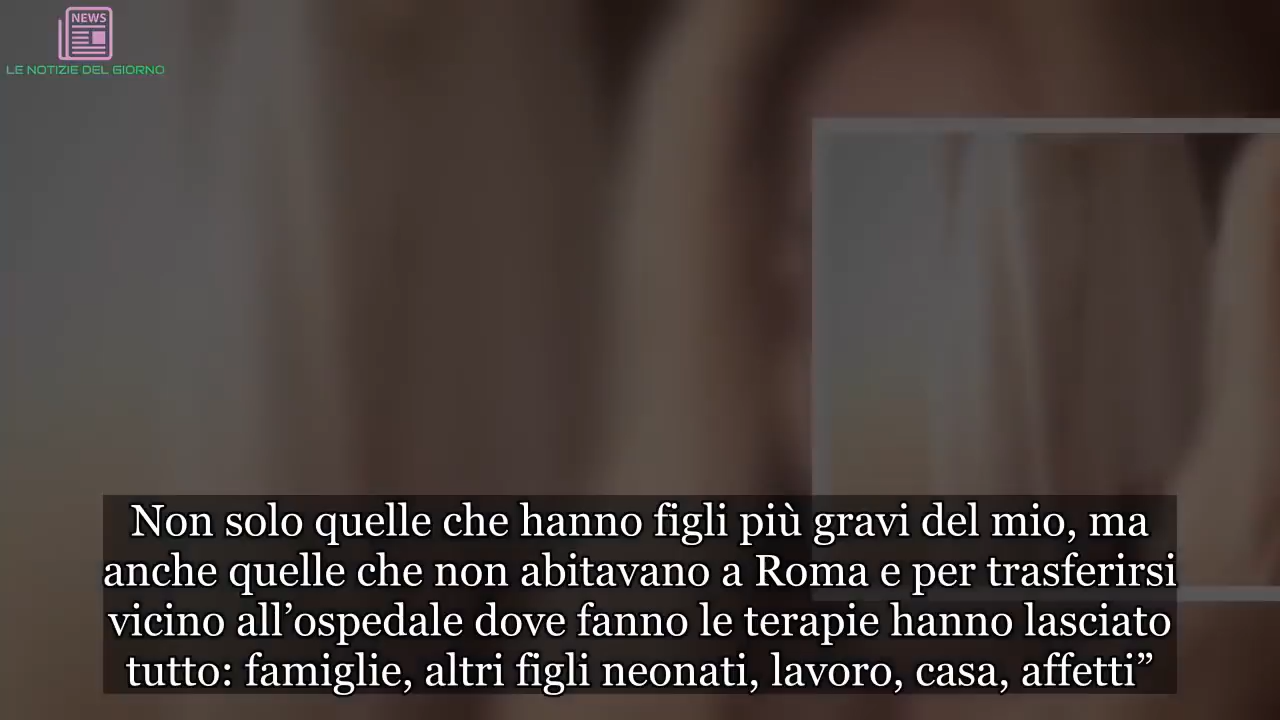 NEWS
LE NOTIZIE DEL GIORNO
Non solo quelle che hanno figli più gravi del mio, ma
anche quelle che non abitavano a Roma e per trasferirsi
vicino all’ospedale dove fanno le terapie hanno lasciato
tutto: famiglie, altri figli neonati, lavoro, casa, affetti”